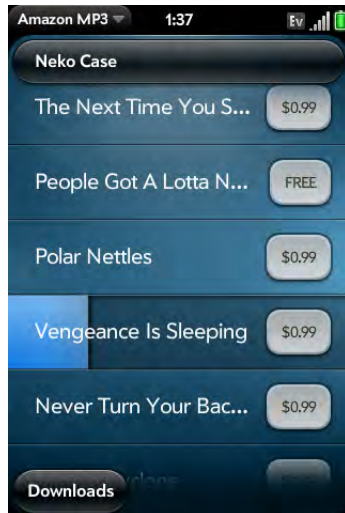 Amazon MP3 1:37 Ev
Neko Case
The Next Time You S... $0.99
People Got A Lotta N... FREE
Polar Nettles $0.99
Vengeance Is Sleeping $0.99
Never Turn Your Bac... $0.99
Downloads